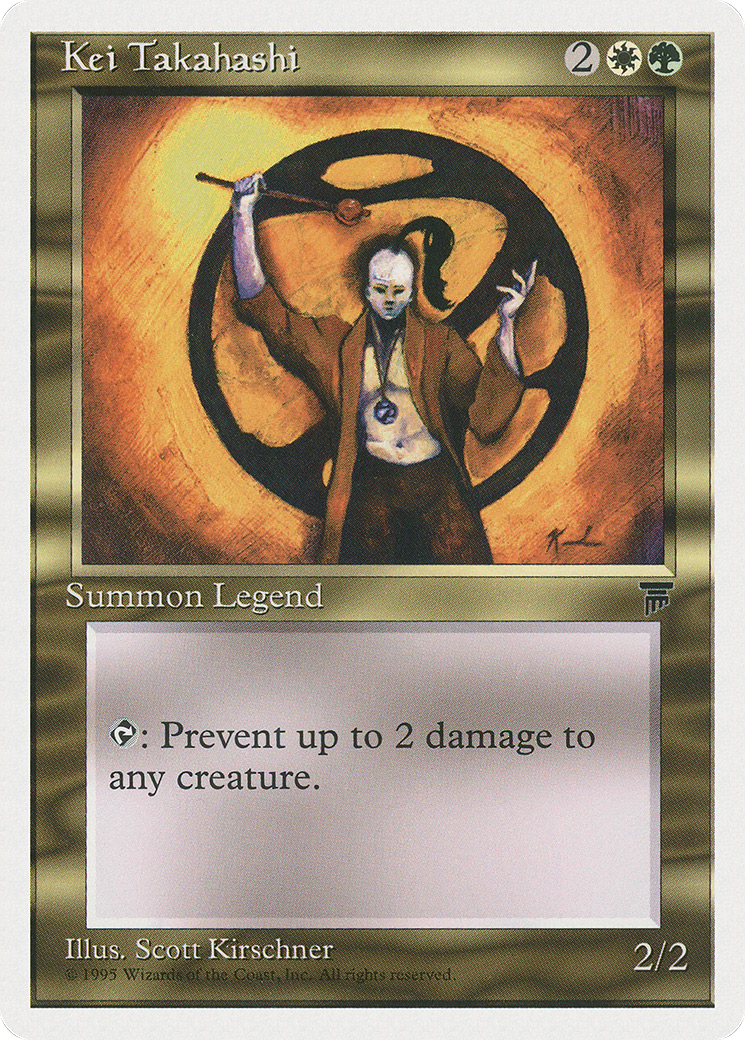 Kei Takahashi 2
Summon Legend
: Prevent up to 2 damage to
any creature.
Illus. Scott Kirschner
© 1995 Wizards of the Coast, Inc. All rights reserved.
2/2